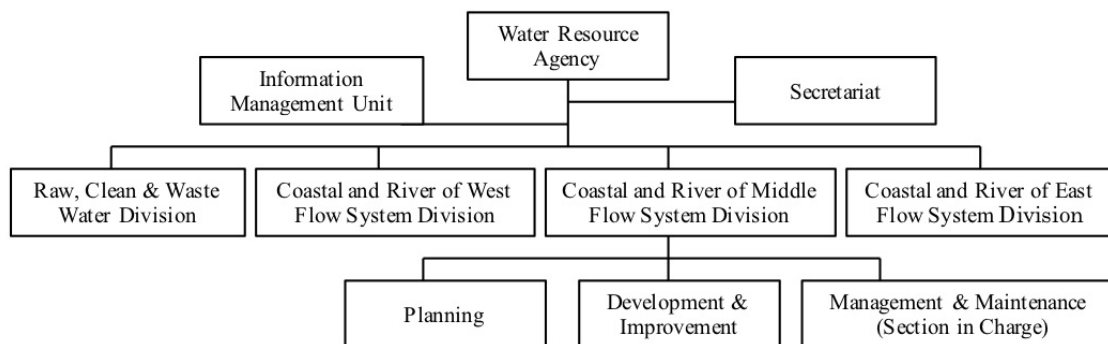 Water Resource
Agency
Information
Management Unit
Secretariat
Raw, Clean & Waste
Water Division
Coastal and River of West
Flow System Division
Coastal and River of Middle
Flow System Division
Coastal and River of East
Flow System Division
Planning
Development &
Improvement
Management & Maintenance
(Section in Charge)